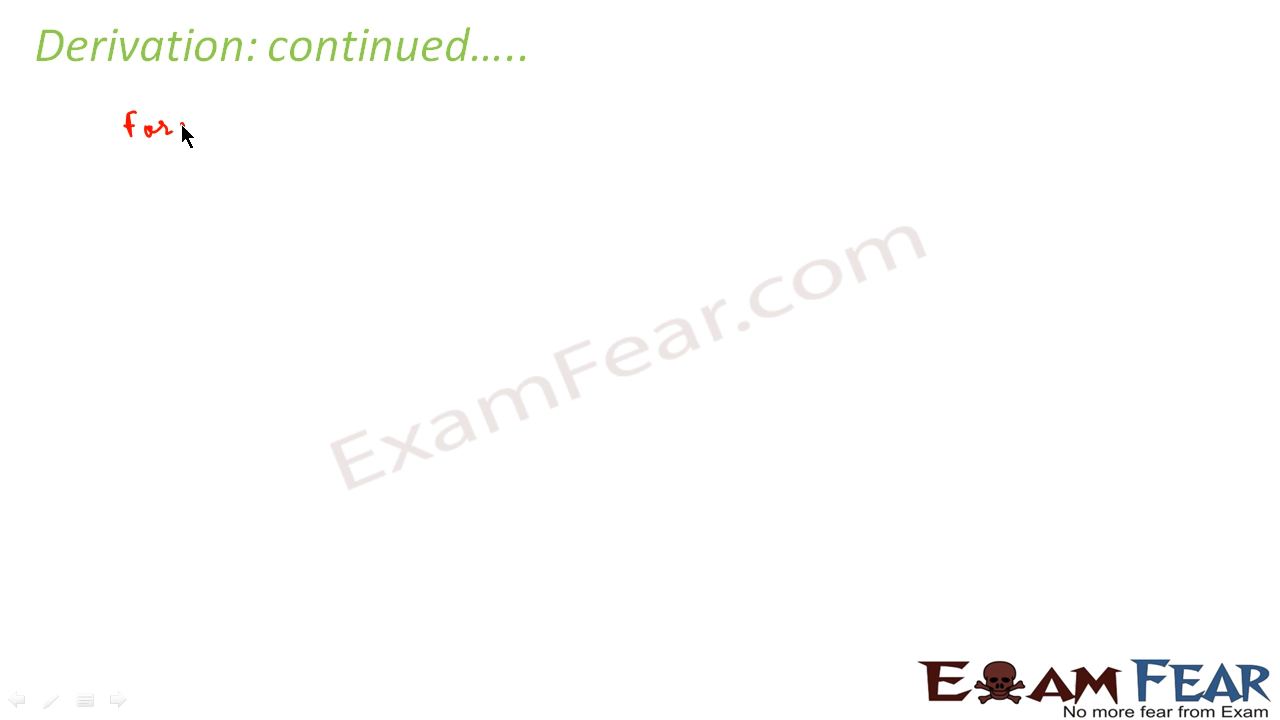 Derivation: continued.....
for
ExamFear.com
EXAM FEAR
No more fear from Exam